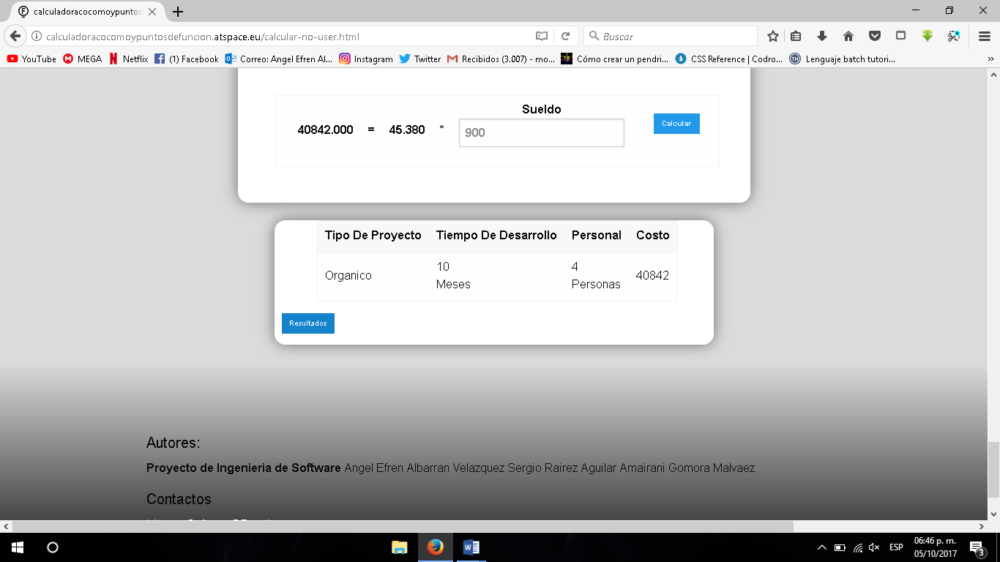 calculadoracocomoypuntos
calculadoracocomoypuntosdefuncion.atspace.eu/calcular-no-user.html
Buscar
YouTube MEGA Netflix (1) Facebook Correo: Angel Efren Al... Instagram Twitter Recibidos (3.007) - mo... Cómo crear un pendri... CSS Reference | Codro... Lenguaje batch tutori...
Sueldo
40842.000 = 45.380 * 900 Calcular
Tipo De Proyecto Tiempo De Desarrollo Personal Costo
Organico 10 Meses 4 Personas 40842
Resultados
Autores:
Proyecto de Ingenieria de Software Angel Efren Albarran Velazquez Sergio Rairez Aguilar Amairani Gomora Malvaez
Contactos
ESP
06:46 p. m.
05/10/2017
3